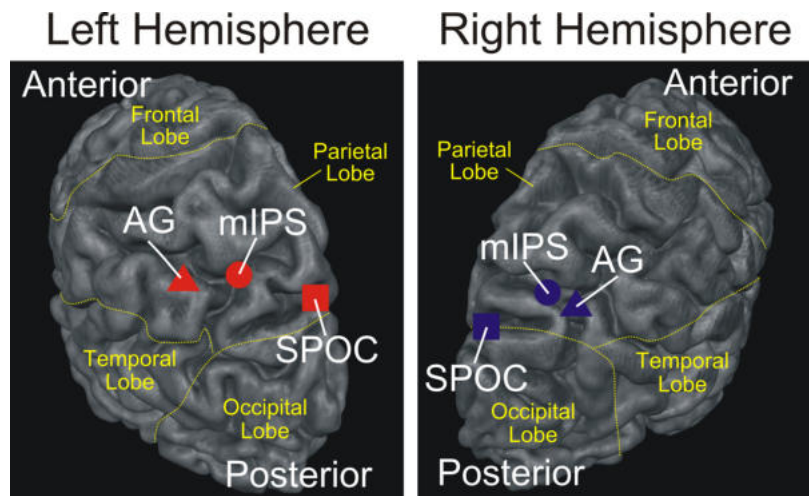 Left Hemisphere
Anterior
Frontal
Lobe
Parietal
Lobe
AG
mIPS
SPOC
Temporal
Lobe
Occipital
Lobe
Posterior
Right Hemisphere
Anterior
Frontal
Lobe
Parietal
Lobe
mIPS
AG
SPOC
Temporal
Lobe
Occipital
Lobe
Posterior